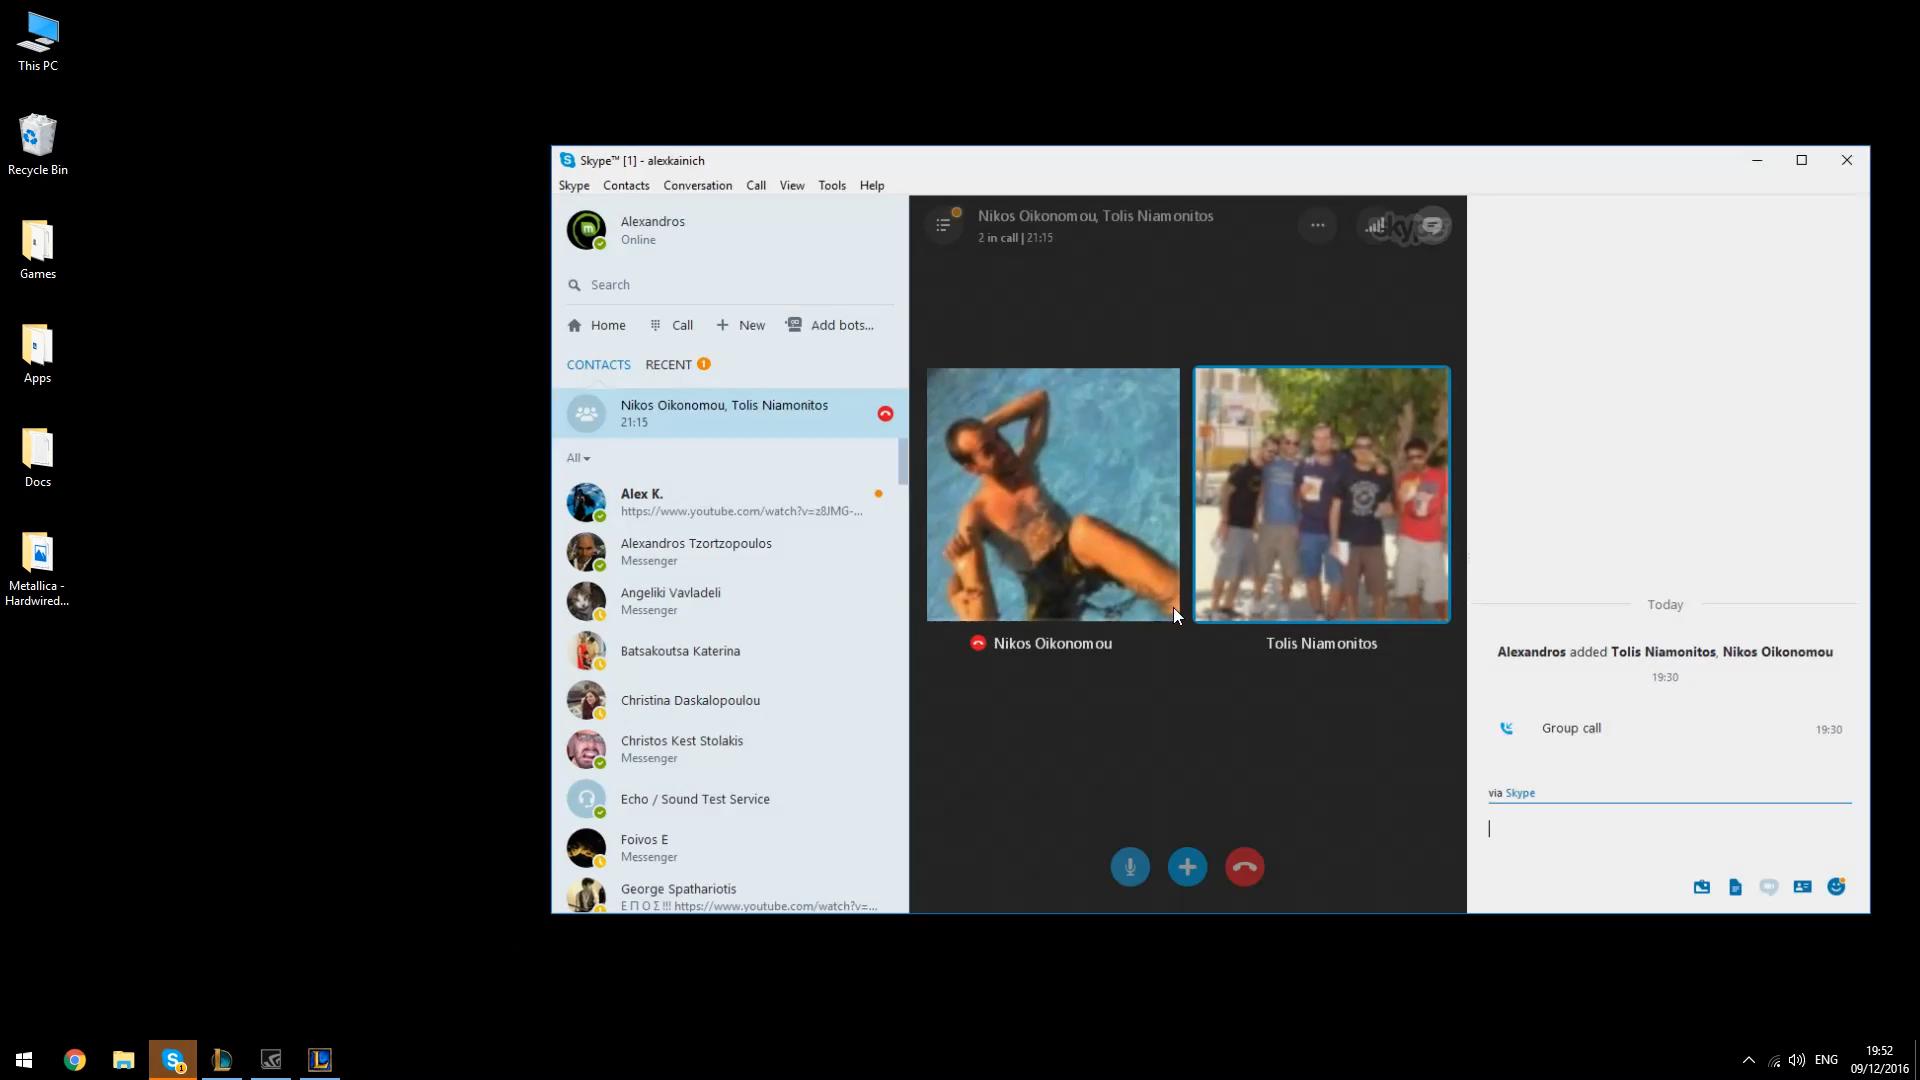 This PC
Recycle Bin
Games
Apps
Docs
Metallica -
Hardwired...
Skype™ [1] - alexkainich
Skype Contacts Conversation Call View Tools Help
Alexandros
Online
Search
Home Call New Add bots...
CONTACTS RECENT 1
Nikos Oikonomou, Tolis Niamonitos
21:15
All
Alex K.
https://www.youtube.com/watch?v=z8JMG-...
Alexandros Tzortzopoulos
Messenger
Angeliki Vavladeli
Messenger
Batsakoutsa Katerina
Christina Daskalopoulou
Christos Kest Stolakis
Messenger
Echo / Sound Test Service
Foivos E
Messenger
George Spathariotis
Ε Π Ο Σ !!! https://www.youtube.com/watch?v=...
Nikos Oikonomou, Tolis Niamonitos
2 in call | 21:15
skype
Nikos Oikonomou
Tolis Niamonitos
Today
Alexandros added Tolis Niamonitos, Nikos Oikonomou
19:30
Group call 19:30
via Skype
ENG
19:52
09/12/2016